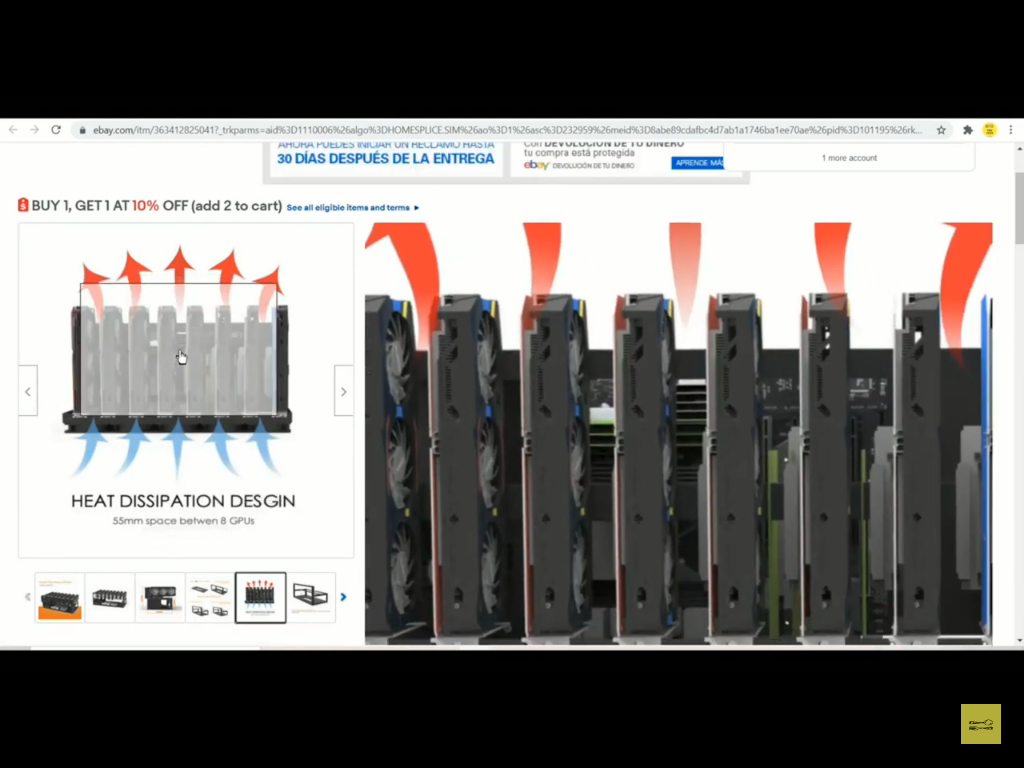 ebay.com/itm/363412825041?_trkparms=aid%3D1110006%26algo%3DHOMESPLICE.SIM%26ao%3D1%26asc%3D232959%26meid%3D8abe89cdafbc4d7ab1a1746ba1ee70ae%26pid%3D101195%26rk...
AHORA PUEDES INICIAR UN RECLAMO HASTA
30 DÍAS DESPUÉS DE LA ENTREGA
Con DEVOLUCIÓN DE TU DINERO
tu compra está protegida
ebay DEVOLUCIÓN DE TU DINERO
APRENDE MÁS
1 more account
BUY 1, GET 1 AT 10% OFF (add 2 to cart) See all eligible items and terms
HEAT DISSIPATION DESGIN
55mm space betwen 8 GPUs